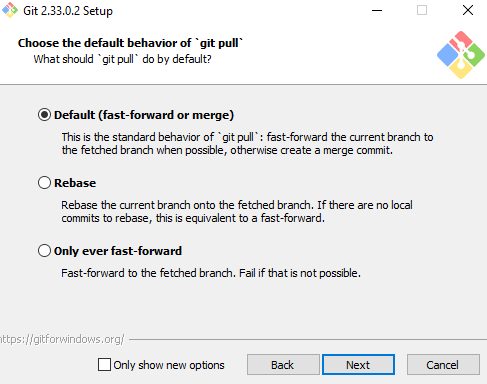 Git 2.33.0.2 Setup
Choose the default behavior of `git pull`
What should `git pull` do by default?
Default (fast-forward or merge)
This is the standard behavior of `git pull`: fast-forward the current branch to
the fetched branch when possible, otherwise create a merge commit.
Rebase
Rebase the current branch onto the fetched branch. If there are no local
commits to rebase, this is equivalent to a fast-forward.
Only ever fast-forward
Fast-forward to the fetched branch. Fail if that is not possible.
https://gitforwindows.org/
Only show new options
Back
Next
Cancel